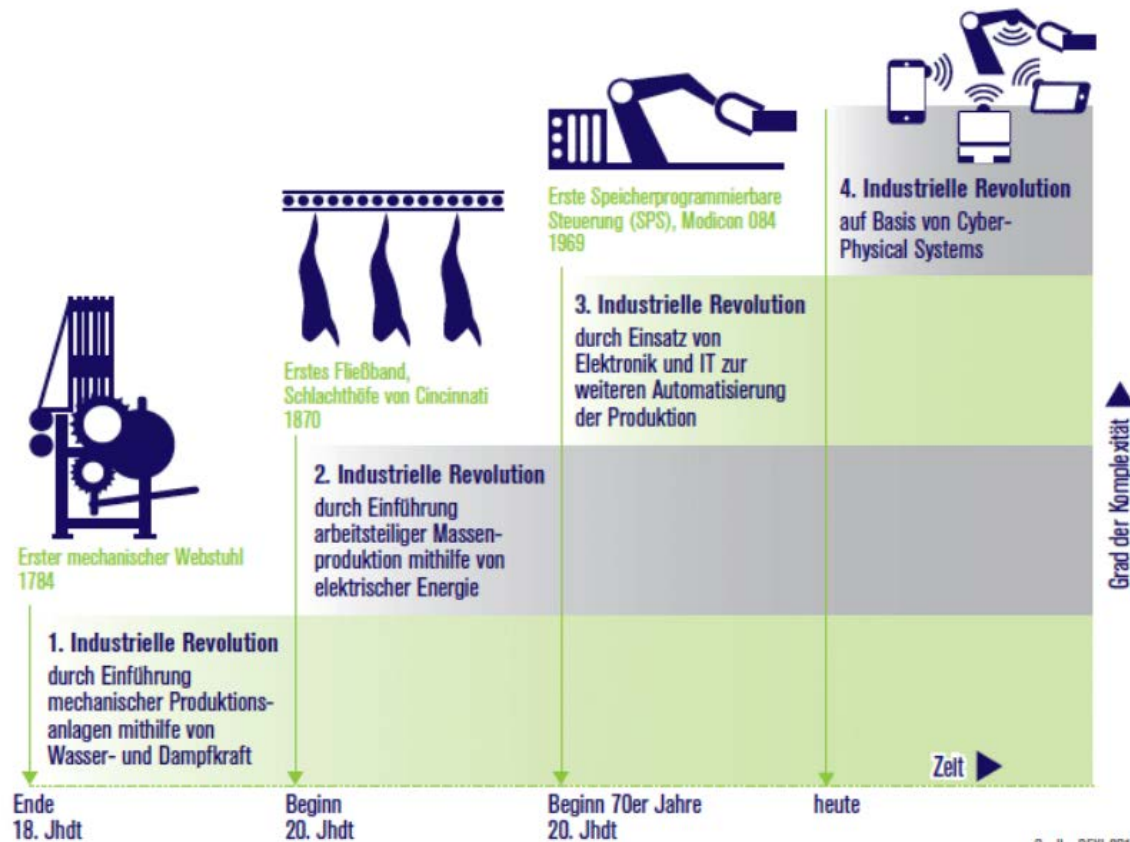 Erster mechanischer Webstuhl
1784
Erstes Fließband,
Schlachthöfe von Cincinnati
1870
Erste Speicherprogrammierbare
Steuerung (SPS), Modicon 084
1969
4. Industrielle Revolution
auf Basis von Cyber-
Physical Systems
3. Industrielle Revolution
durch Einsatz von
Elektronik und IT zur
weiteren Automatisierung
der Produktion
2. Industrielle Revolution
durch Einführung
arbeitsteiliger Massen-
produktion mithilfe von
elektrischer Energie
1. Industrielle Revolution
durch Einführung
mechanischer Produktions-
anlagen mithilfe von
Wasser- und Dampfkraft
Grad der Komplexität
Zeit
Ende
18. Jhdt
Beginn
20. Jhdt
Beginn 70er Jahre
20. Jhdt
heute